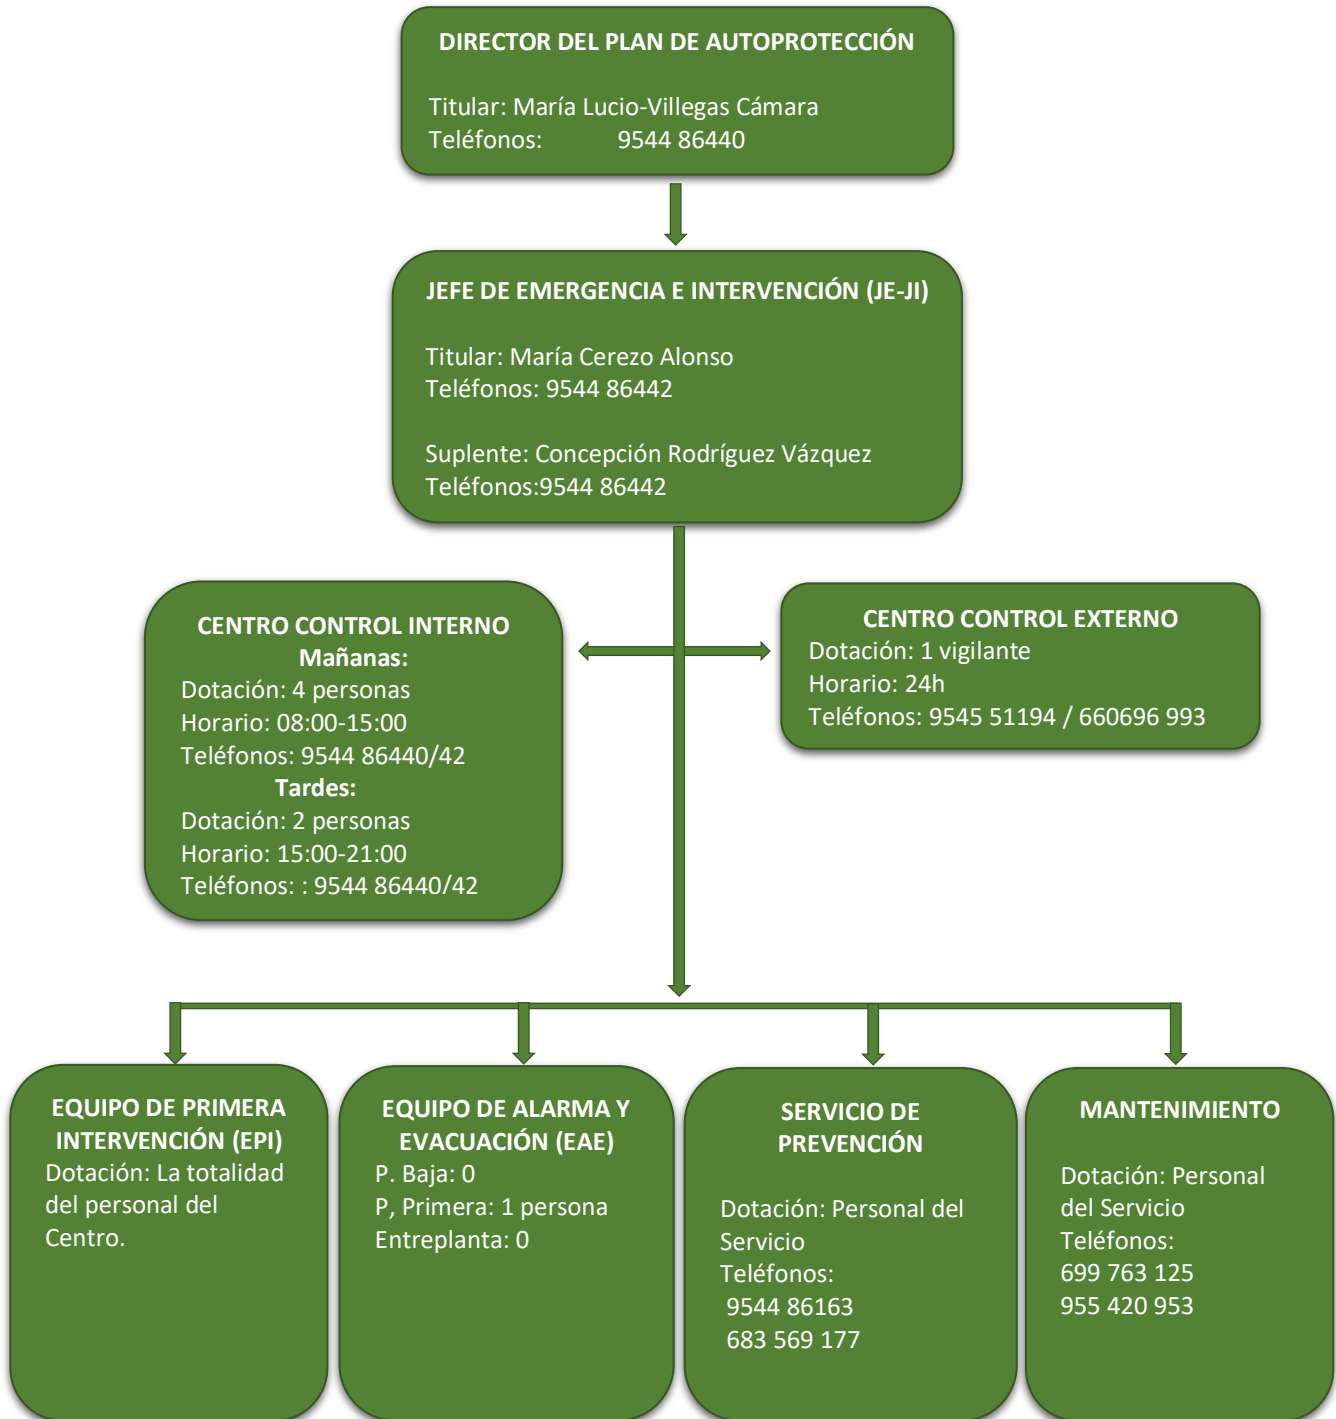 DIRECTOR DEL PLAN DE AUTOPROTECCIÓN
Titular: María Lucio-Villegas Cámara
Teléfonos: 9544 86440
JEFE DE EMERGENCIA E INTERVENCIÓN (JE-JI)
Titular: María Cerezo Alonso
Teléfonos: 9544 86442
Suplente: Concepción Rodríguez Vázquez
Teléfonos:9544 86442
CENTRO CONTROL INTERNO
Mañanas:
Dotación: 4 personas
Horario: 08:00-15:00
Teléfonos: 9544 86440/42
Tardes:
Dotación: 2 personas
Horario: 15:00-21:00
Teléfonos: : 9544 86440/42
CENTRO CONTROL EXTERNO
Dotación: 1 vigilante
Horario: 24h
Teléfonos: 9545 51194 / 660696 993
EQUIPO DE PRIMERA
INTERVENCIÓN (EPI)
Dotación: La totalidad
del personal del
Centro.
EQUIPO DE ALARMA Y
EVACUACIÓN (EAE)
P. Baja: 0
P, Primera: 1 persona
Entreplanta: 0
SERVICIO DE
PREVENCIÓN
Dotación: Personal del
Servicio
Teléfonos:
9544 86163
683 569 177
MANTENIMIENTO
Dotación: Personal
del Servicio
Teléfonos:
699 763 125
955 420 953